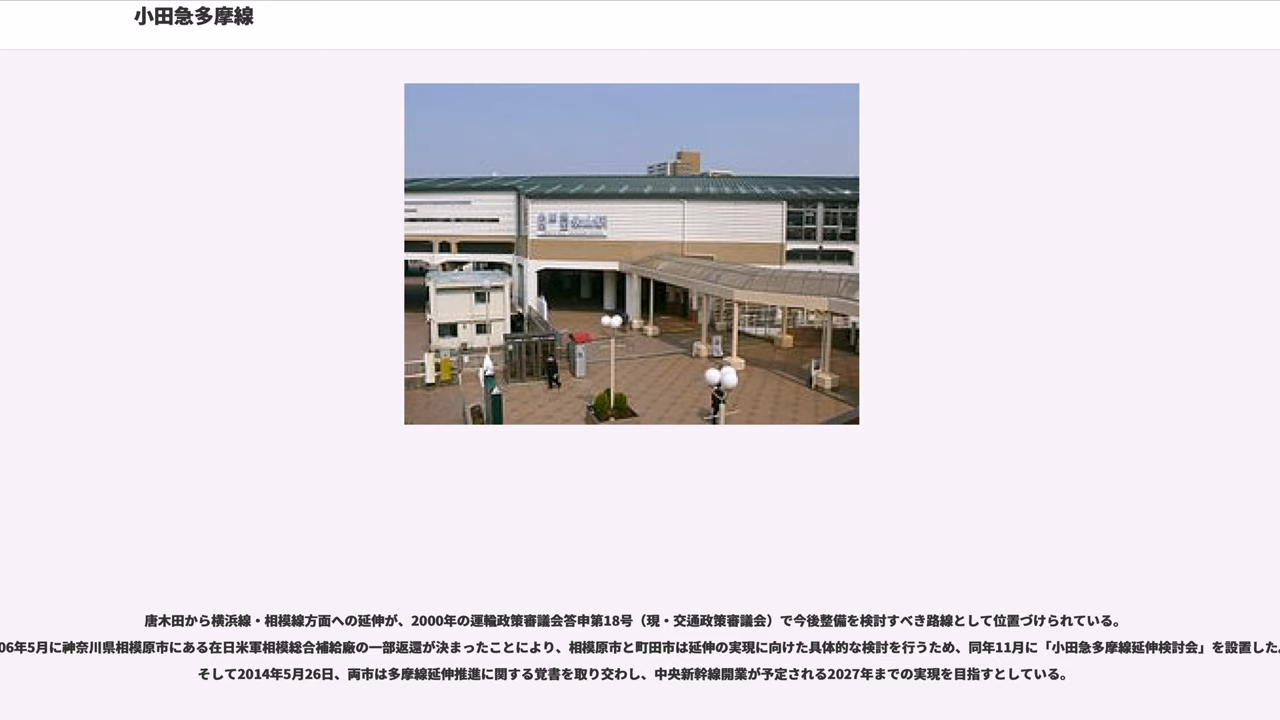 小田急多摩線
唐木田から横浜線・相模線方面への延伸が、2000年の運輸政策審議会答申第18号（現・交通政策審議会）で今後整備を検討すべき路線として位置づけられている。
06年5月に神奈川県相模原市にある在日米軍相模総合補給廠の一部返還が決まったことにより、相模原市と町田市は延伸の実現に向けた具体的な検討を行うため、同年11月に「小田急多摩線延伸検討会」を設置した。
そして2014年5月26日、両市は多摩線延伸推進に関する覚書を取り交わし、中央新幹線開業が予定される2027年までの実現を目指すとしている。